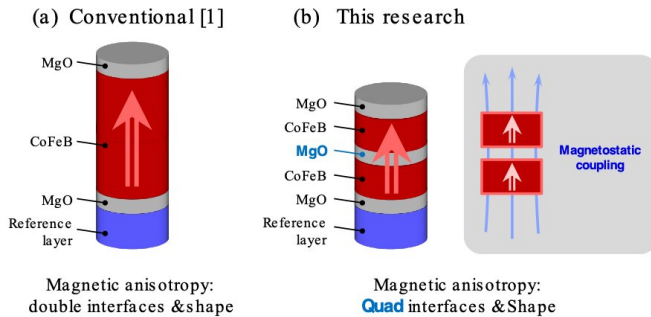 (a) Conventional [1]
MgO
CoFeB
MgO
Reference
layer
Magnetic anisotropy:
double interfaces &shape
(b) This research
MgO
CoFeB
MgO
CoFeB
MgO
Reference
layer
Magnetostatic
coupling
Magnetic anisotropy:
Quad interfaces &Shape